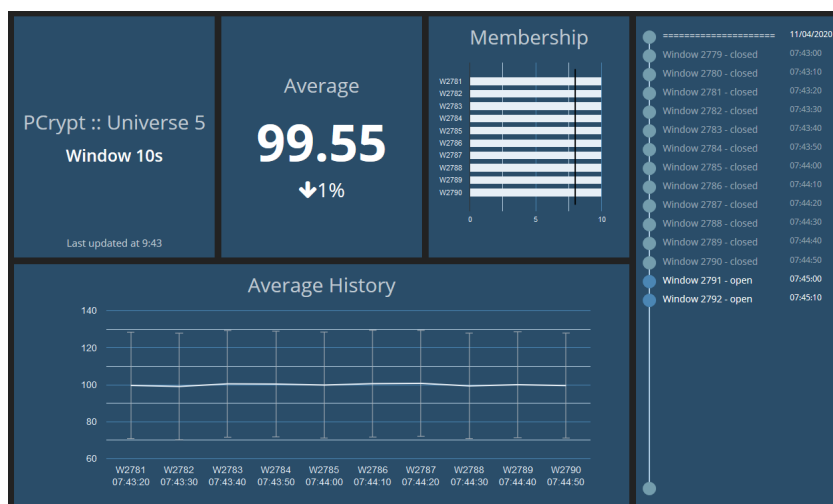 PCrypt :: Universe 5
Window 10s
Last updated at 9:43
Average
99.55
1%
Membership
W2781
W2782
W2783
W2784
W2785
W2786
W2787
W2788
W2789
W2790
0 5 10
Average History
140
120
100
80
60
W2781 W2782 W2783 W2784 W2785 W2786 W2787 W2788 W2789 W2790
07:43:20 07:43:30 07:43:40 07:43:50 07:44:00 07:44:10 07:44:20 07:44:30 07:44:40 07:44:50
===================== 11/04/2020
Window 2779 - closed 07:43:00
Window 2780 - closed 07:43:10
Window 2781 - closed 07:43:20
Window 2782 - closed 07:43:30
Window 2783 - closed 07:43:40
Window 2784 - closed 07:43:50
Window 2785 - closed 07:44:00
Window 2786 - closed 07:44:10
Window 2787 - closed 07:44:20
Window 2788 - closed 07:44:30
Window 2789 - closed 07:44:40
Window 2790 - closed 07:44:50
Window 2791 - open 07:45:00
Window 2792 - open 07:45:10